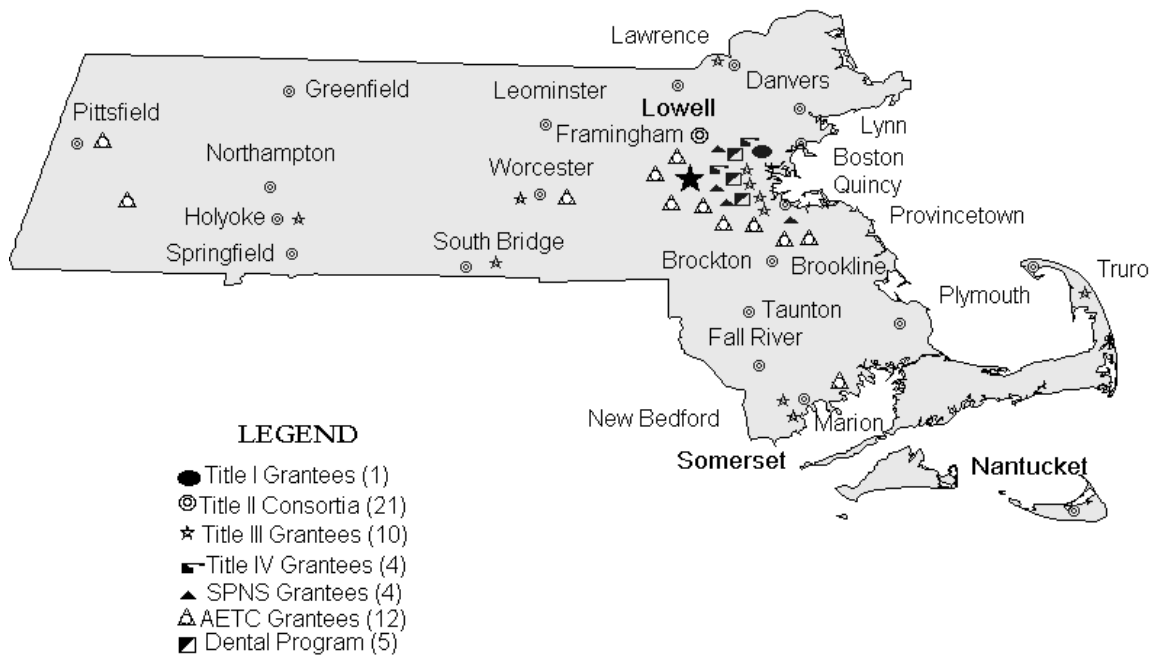 Lawrence
Danvers
Greenfield
Leominster
Lowell
Pittsfield
Framingham
Lynn
Northampton
Worcester
Boston
Quincy
Holyoke
Provincetown
Springfield
South Bridge
Brockton
Brookline
Truro
Plymouth
Taunton
Fall River
New Bedford
Marion
Somerset
Nantucket
LEGEND
Title I Grantees (1)
Title II Consortia (21)
Title III Grantees (10)
Title IV Grantees (4)
SPNS Grantees (4)
AETC Grantees (12)
Dental Program (5)